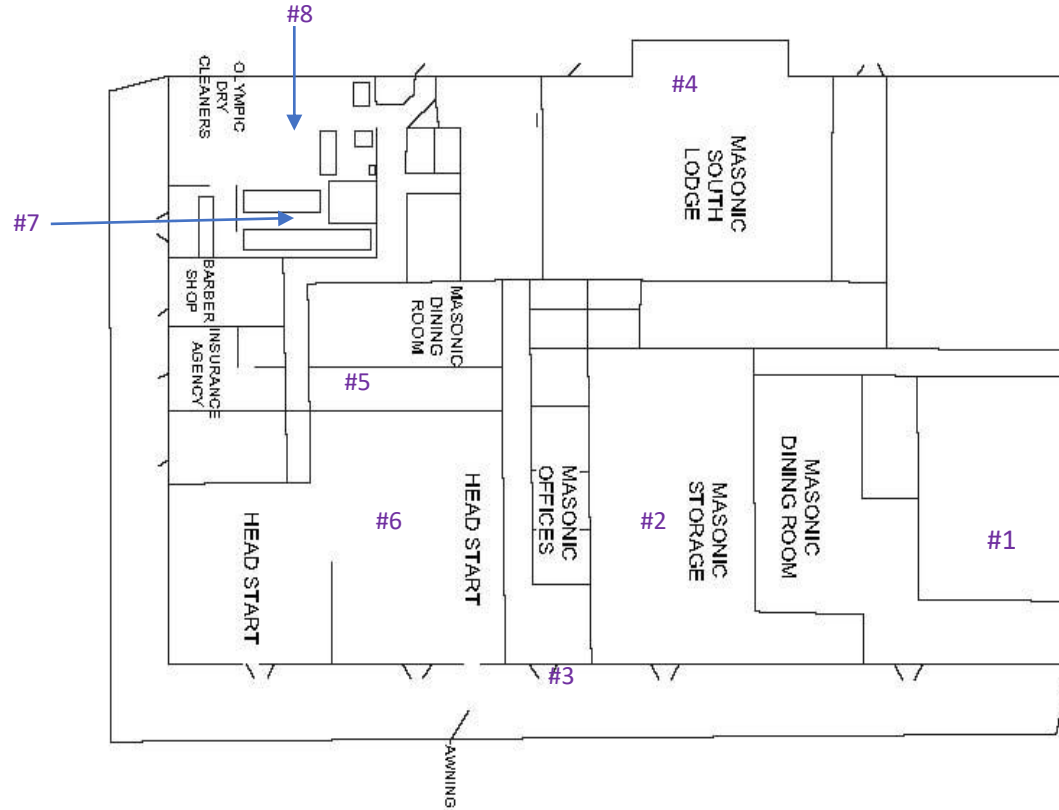 #8
OLYMPIC
DRY
CLEANERS
#4
MASONIC
SOUTH
LODGE
#7
BARBER
SHOP
MASONIC
DINING
ROOM
INSURANCE
AGENCY
#5
HEAD START
#6
HEAD START
MASONIC
OFFICES
#2
MASONIC
STORAGE
MASONIC
DINING ROOM
#1
#3
AWNING